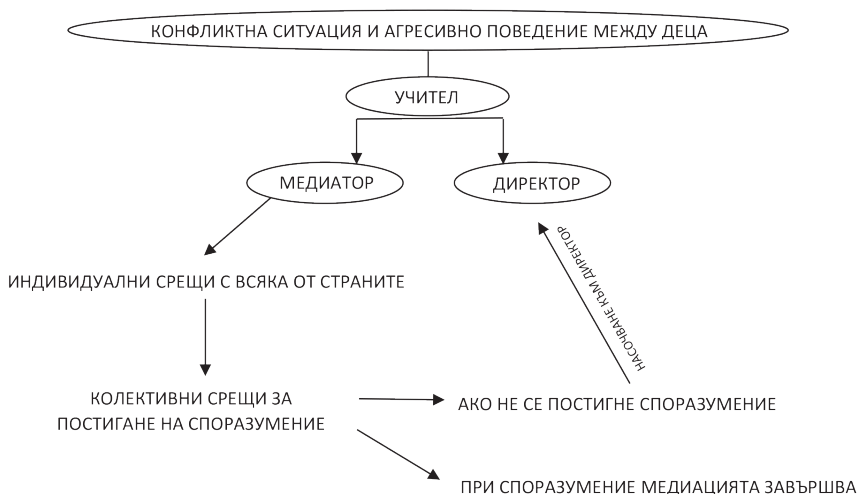 КОНФЛИКТНА СИТУАЦИЯ И АГРЕСИВНО ПОВЕДЕНИЕ МЕЖДУ ДЕЦА
УЧИТЕЛ
МЕДИАТОР
ДИРЕКТОР
НАСОЧВАНЕ КЪМ ДИРЕКТОР
ИНДИВИДУАЛНИ СРЕЩИ С ВСЯКА ОТ СТРАНИТЕ
КОЛЕКТИВНИ СРЕЩИ ЗА
ПОСТИГАНЕ НА СПОРАЗУМЕНИЕ
АКО НЕ СЕ ПОСТИГНЕ СПОРАЗУМЕНИЕ
ПРИ СПОРАЗУМЕНИЕ МЕДИАЦИЯТА ЗАВЪРШВА